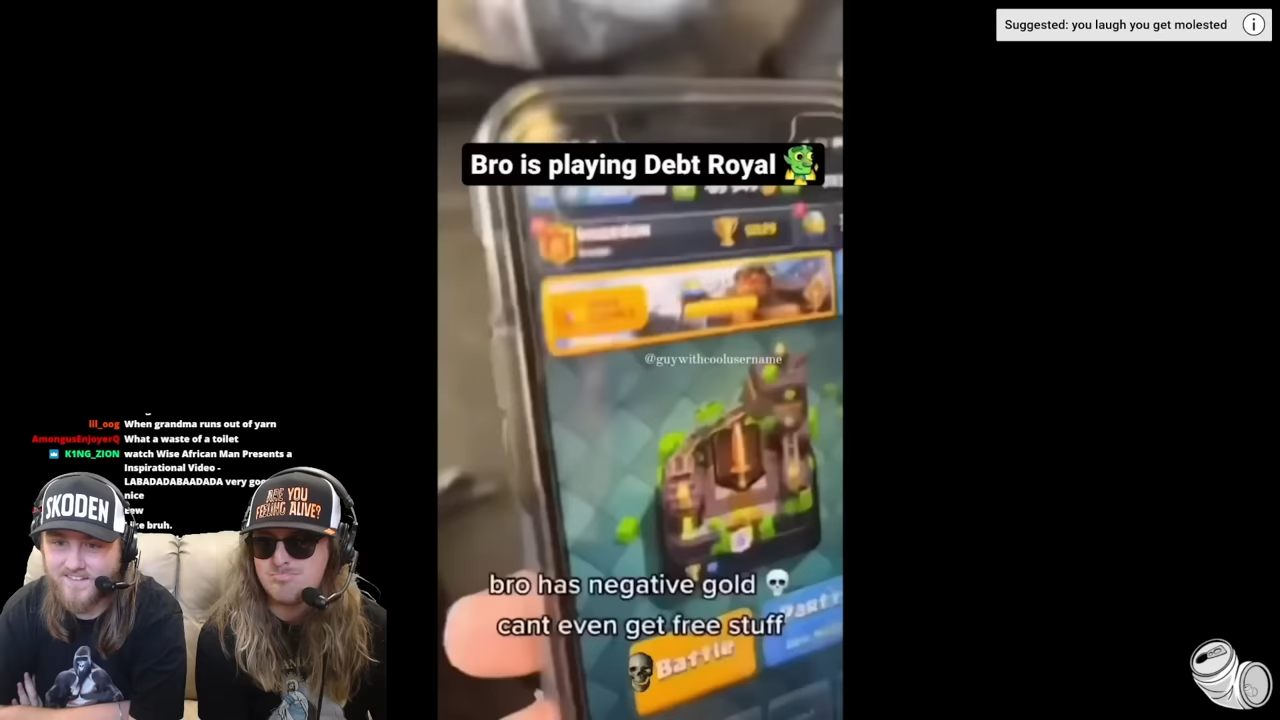 Suggested: you laugh you get molested
Bro is playing Debt Royal
@guywithcoolusername
bro has negative gold
cant even get free stuff
Battle
Party
lil_oog When grandma runs out of yarn
AmongusEnjoyerQ What a waste of a toilet
K1NG_ZION watch Wise African Man Presents a
Inspirational Video -
LABADADABAADADA very
nice
bruh.
SKODEN
ARE YOU
FEELING ALIVE?